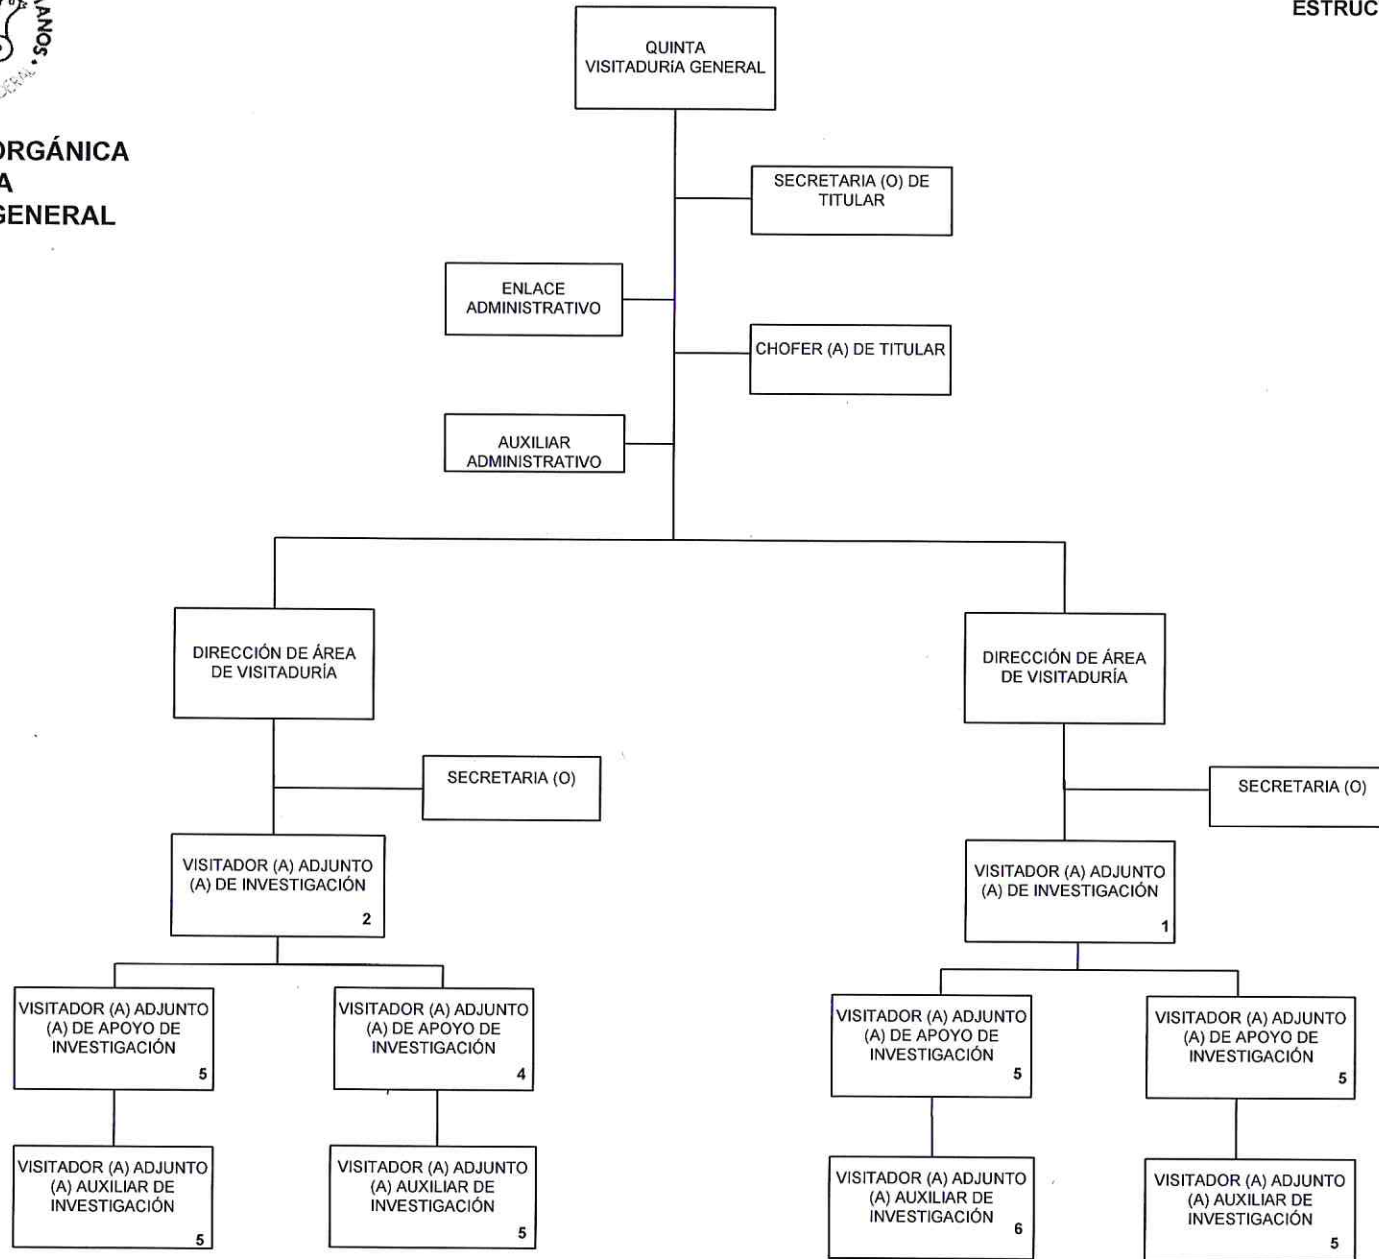 ESTRUC
ANOS.
DERAL
ORGÁNICA
A
GENERAL
QUINTA
VISITADURÍA GENERAL
SECRETARIA (O) DE
TITULAR
ENLACE
ADMINISTRATIVO
CHOFER (A) DE TITULAR
AUXILIAR
ADMINISTRATIVO
DIRECCIÓN DE ÁREA
DE VISITADURÍA
DIRECCIÓN DE ÁREA
DE VISITADURÍA
SECRETARIA (O)
SECRETARIA (O)
VISITADOR (A) ADJUNTO
(A) DE INVESTIGACIÓN
2
VISITADOR (A) ADJUNTO
(A) DE INVESTIGACIÓN
1
VISITADOR (A) ADJUNTO
(A) DE APOYO DE
INVESTIGACIÓN
5
VISITADOR (A) ADJUNTO
(A) DE APOYO DE
INVESTIGACIÓN
4
VISITADOR (A) ADJUNTO
(A) DE APOYO DE
INVESTIGACIÓN
5
VISITADOR (A) ADJUNTO
(A) DE APOYO DE
INVESTIGACIÓN
5
VISITADOR (A) ADJUNTO
(A) AUXILIAR DE
INVESTIGACIÓN
5
VISITADOR (A) ADJUNTO
(A) AUXILIAR DE
INVESTIGACIÓN
5
VISITADOR (A) ADJUNTO
(A) AUXILIAR DE
INVESTIGACIÓN
6
VISITADOR (A) ADJUNTO
(A) AUXILIAR DE
INVESTIGACIÓN
5